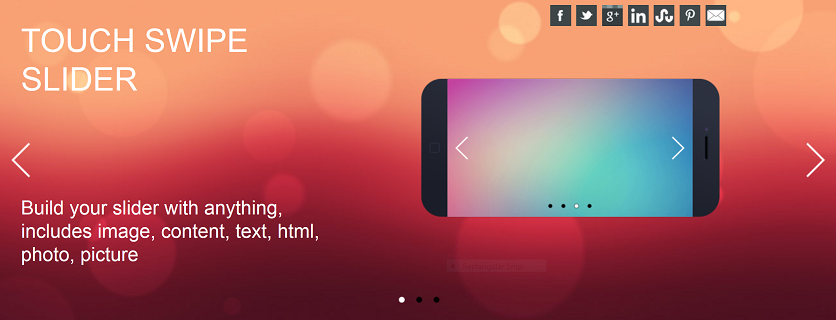 TOUCH SWIPE
SLIDER
Build your slider with anything,
includes image, content, text, html,
photo, picture